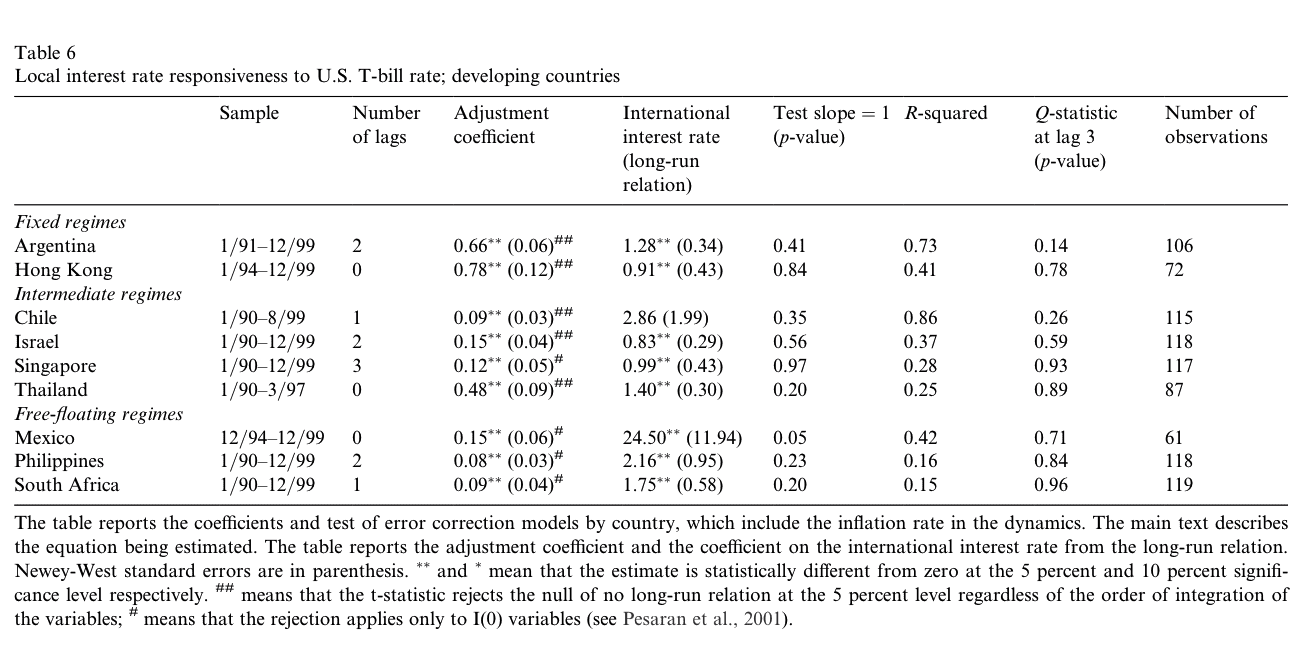 Table 6
Local interest rate responsiveness to U.S. T-bill rate; developing countries
Sample Number of lags Adjustment coefficient International interest rate (long-run relation) Test slope = 1 (p-value) R-squared Q-statistic at lag 3 (p-value) Number of observations
Fixed regimes
Argentina 1/91–12/99 2 0.66** (0.06)## 1.28** (0.34) 0.41 0.73 0.14 106
Hong Kong 1/94–12/99 0 0.78** (0.12)## 0.91** (0.43) 0.84 0.41 0.78 72
Intermediate regimes
Chile 1/90–8/99 1 0.09** (0.03)## 2.86 (1.99) 0.35 0.86 0.26 115
Israel 1/90–12/99 2 0.15** (0.04)## 0.83** (0.29) 0.56 0.37 0.59 118
Singapore 1/90–12/99 3 0.12** (0.05)# 0.99** (0.43) 0.97 0.28 0.93 117
Thailand 1/90–3/97 0 0.48** (0.09)## 1.40** (0.30) 0.20 0.25 0.89 87
Free-floating regimes
Mexico 12/94–12/99 0 0.15** (0.06)# 24.50** (11.94) 0.05 0.42 0.71 61
Philippines 1/90–12/99 2 0.08** (0.03)# 2.16** (0.95) 0.23 0.16 0.84 118
South Africa 1/90–12/99 1 0.09** (0.04)# 1.75** (0.58) 0.20 0.15 0.96 119
The table reports the coefficients and test of error correction models by country, which include the inflation rate in the dynamics. The main text describes
the equation being estimated. The table reports the adjustment coefficient and the coefficient on the international interest rate from the long-run relation.
Newey-West standard errors are in parenthesis. ** and * mean that the estimate is statistically different from zero at the 5 percent and 10 percent signifi-
cance level respectively. ## means that the t-statistic rejects the null of no long-run relation at the 5 percent level regardless of the order of integration of
the variables; # means that the rejection applies only to I(0) variables (see Pesaran et al., 2001).